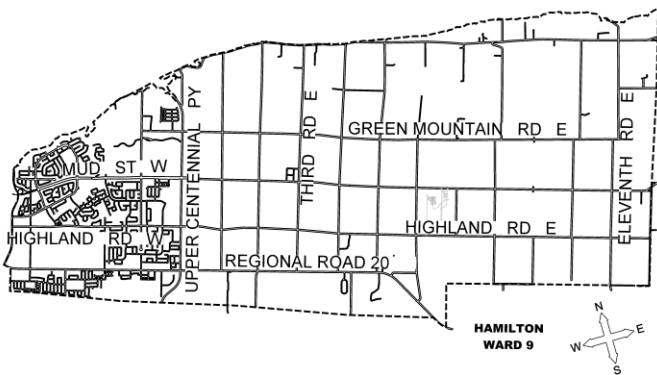 GREEN MOUNTAIN RD E
MUD ST W
UPPER CENTENNIAL PY
THIRD RD E
ELEVENTH RD E
HIGHLAND RD W
HIGHLAND RD E
REGIONAL ROAD 20
HAMILTON
WARD 9
N
W
E
S